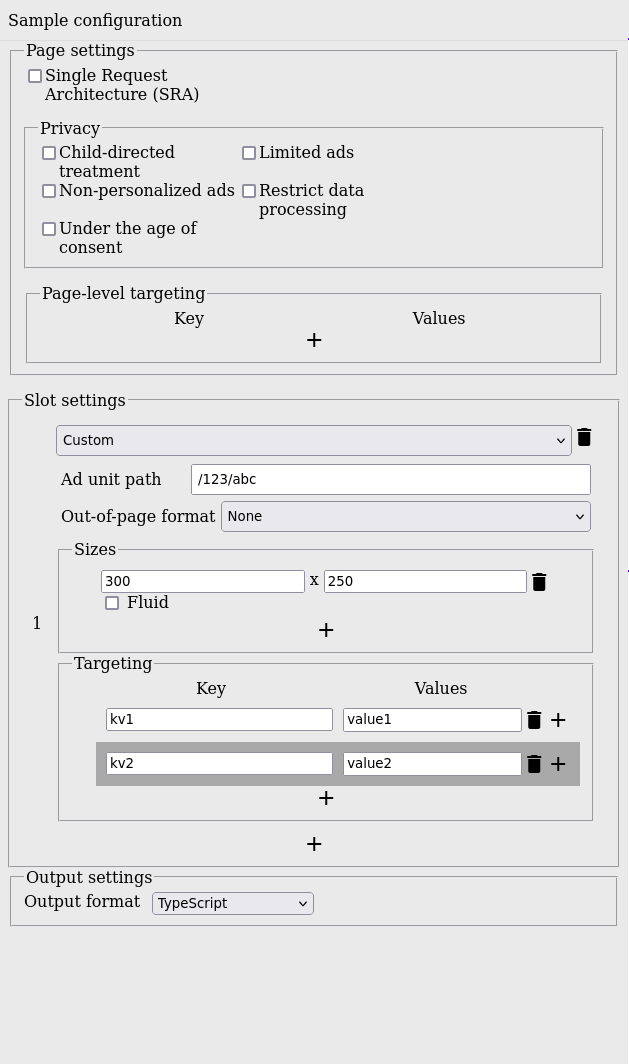 Sample configuration
Page settings
Single Request
Architecture (SRA)
Privacy
Child-directed
treatment
Limited ads
Non-personalized ads
Restrict data
processing
Under the age of
consent
Page-level targeting
Key Values
+
Slot settings
Custom
Ad unit path /123/abc
Out-of-page format None
Sizes
300 x 250
Fluid
+
1
Targeting
Key Values
kv1 value1 +
kv2 value2 +
+
+
Output settings
Output format TypeScript